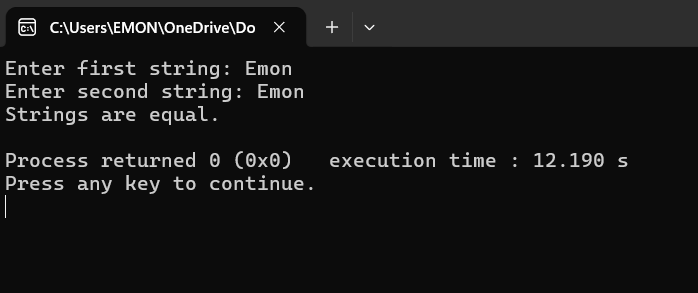 C:\Users\EMON\OneDrive\Do
Enter first string: Emon
Enter second string: Emon
Strings are equal.
Process returned 0 (0x0)   execution time : 12.190 s
Press any key to continue.